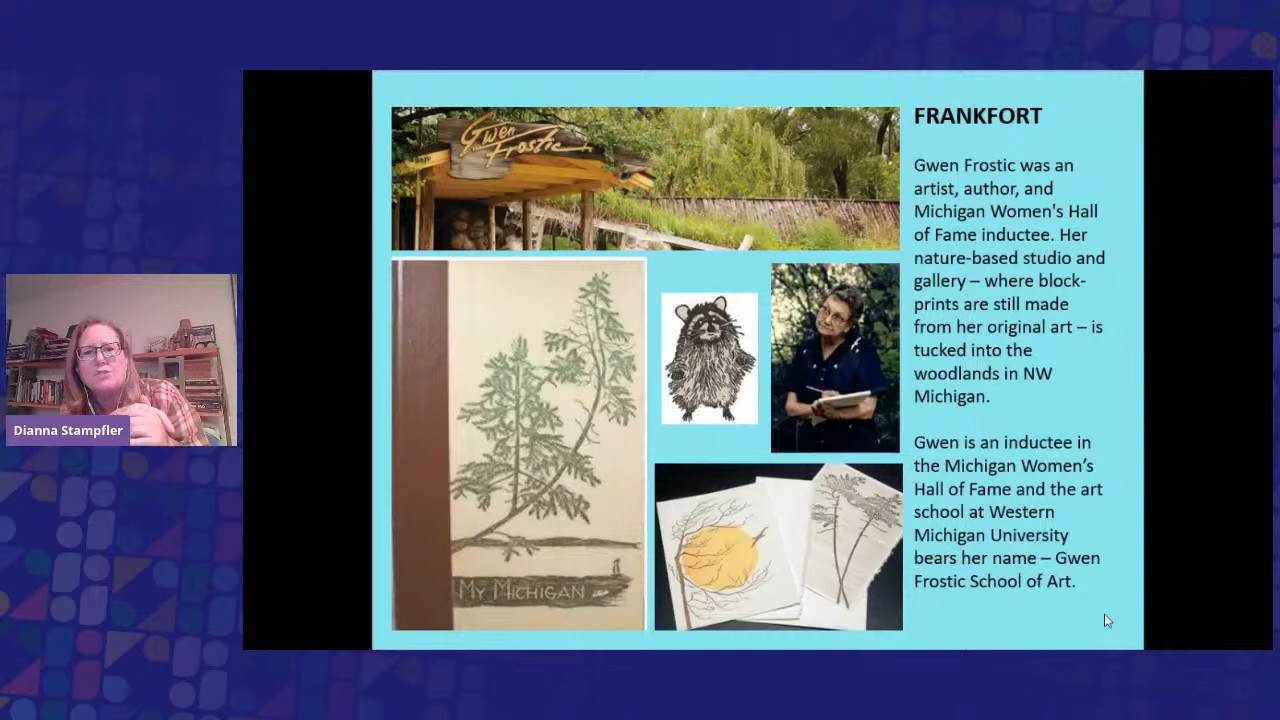 Gwen
Frostic
FRANKFORT
Gwen Frostic was an
artist, author, and
Michigan Women's Hall
of Fame inductee. Her
nature-based studio and
gallery – where block-
prints are still made
from her original art – is
tucked into the
woodlands in NW
Michigan.
Gwen is an inductee in
the Michigan Women’s
Hall of Fame and the art
school at Western
Michigan University
bears her name – Gwen
Frostic School of Art.
MY MICHIGAN
Dianna Stampfler